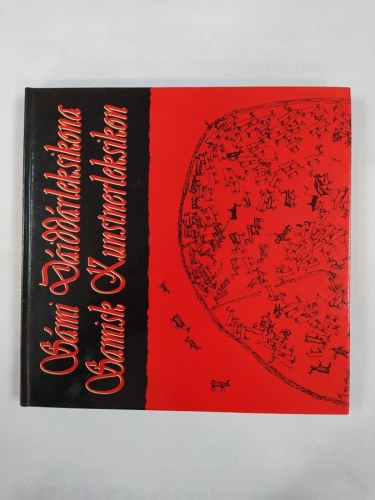 Sámi Dáiddárleksikona
Samisk Kunstnerleksikon